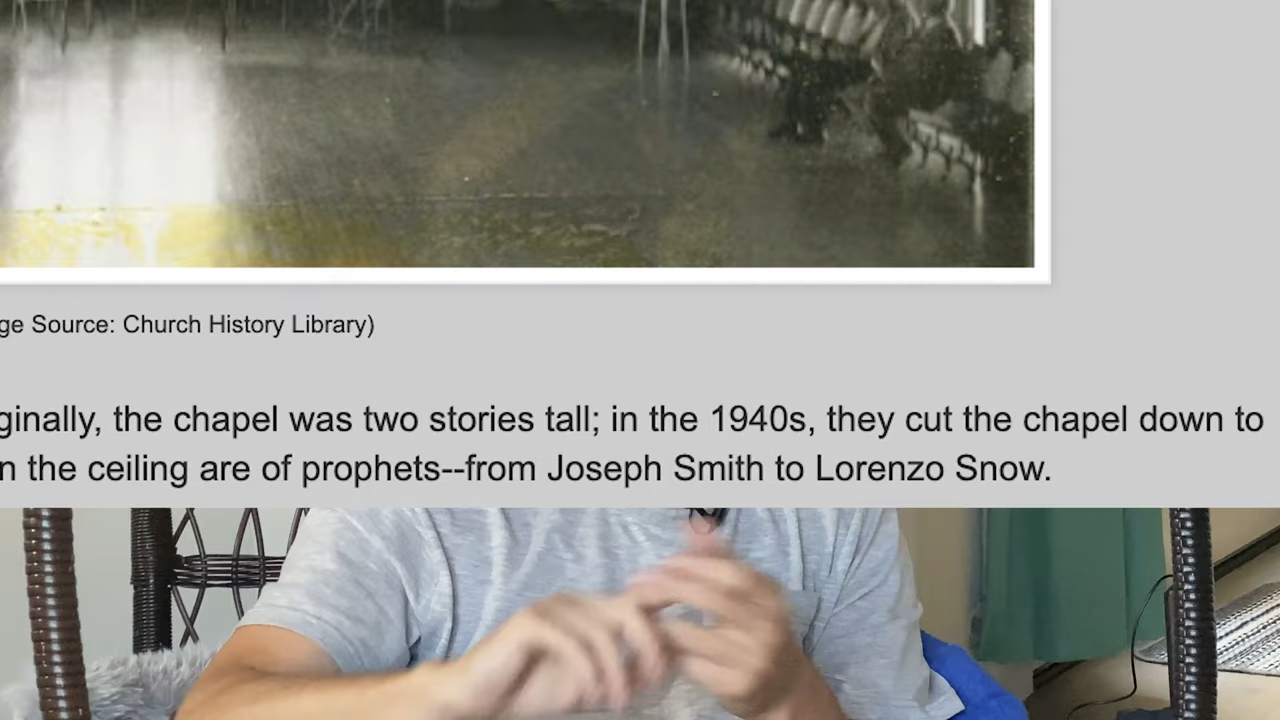 ge Source: Church History Library)
ginally, the chapel was two stories tall; in the 1940s, they cut the chapel down to
n the ceiling are of prophets--from Joseph Smith to Lorenzo Snow.